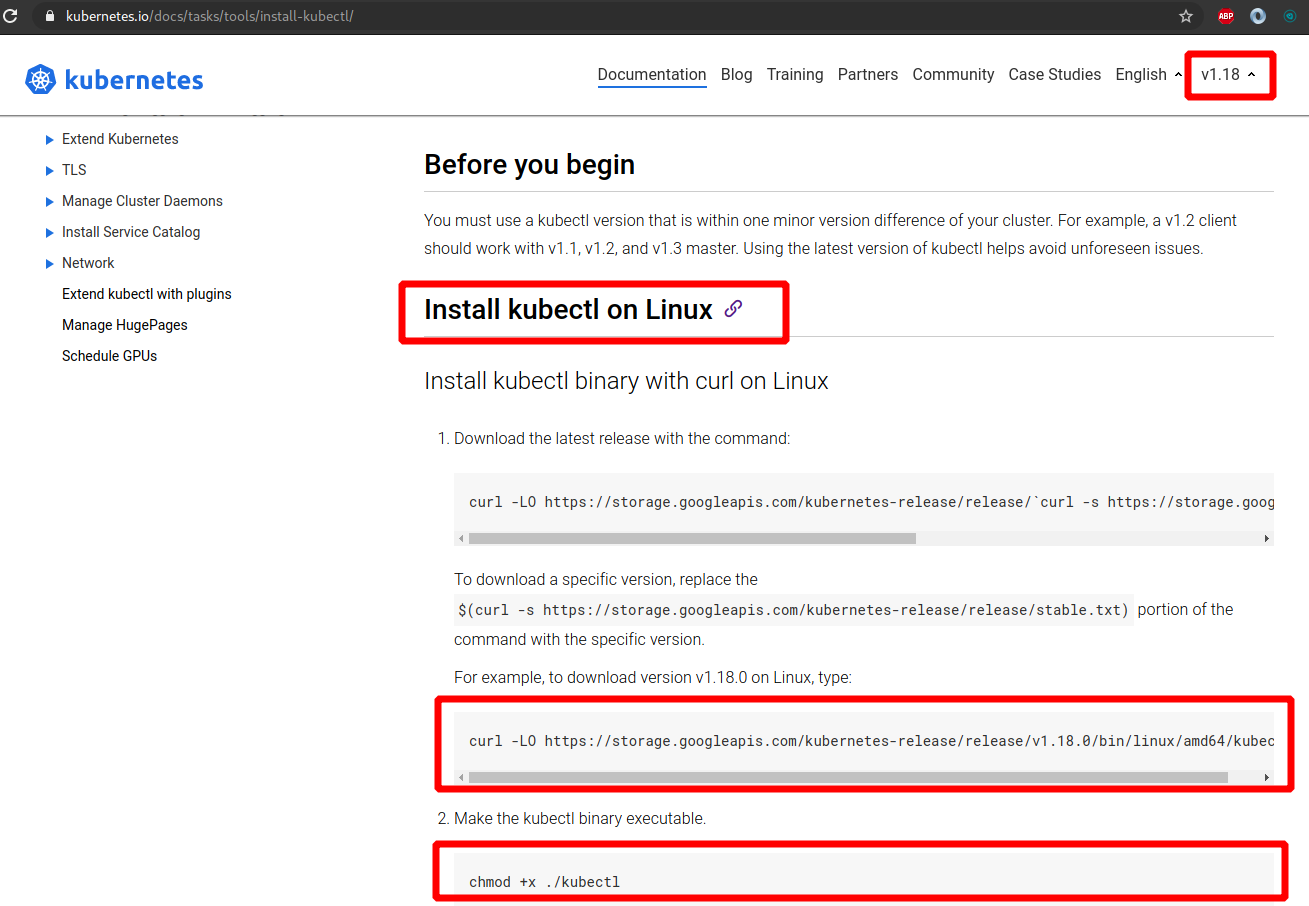 kubernetes.io/docs/tasks/tools/install-kubectl/
ABP
kubernetes
Documentation Blog Training Partners Community Case Studies English v1.18
Extend Kubernetes
TLS
Manage Cluster Daemons
Install Service Catalog
Network
Extend kubectl with plugins
Manage HugePages
Schedule GPUs
Before you begin
You must use a kubectl version that is within one minor version difference of your cluster. For example, a v1.2 client
should work with v1.1, v1.2, and v1.3 master. Using the latest version of kubectl helps avoid unforeseen issues.
Install kubectl on Linux
Install kubectl binary with curl on Linux
1. Download the latest release with the command:
curl -LO https://storage.googleapis.com/kubernetes-release/release/`curl -s https://storage.goog
To download a specific version, replace the
$(curl -s https://storage.googleapis.com/kubernetes-release/release/stable.txt) portion of the
command with the specific version.
For example, to download version v1.18.0 on Linux, type:
curl -LO https://storage.googleapis.com/kubernetes-release/release/v1.18.0/bin/linux/amd64/kubec
2. Make the kubectl binary executable.
chmod +x ./kubectl